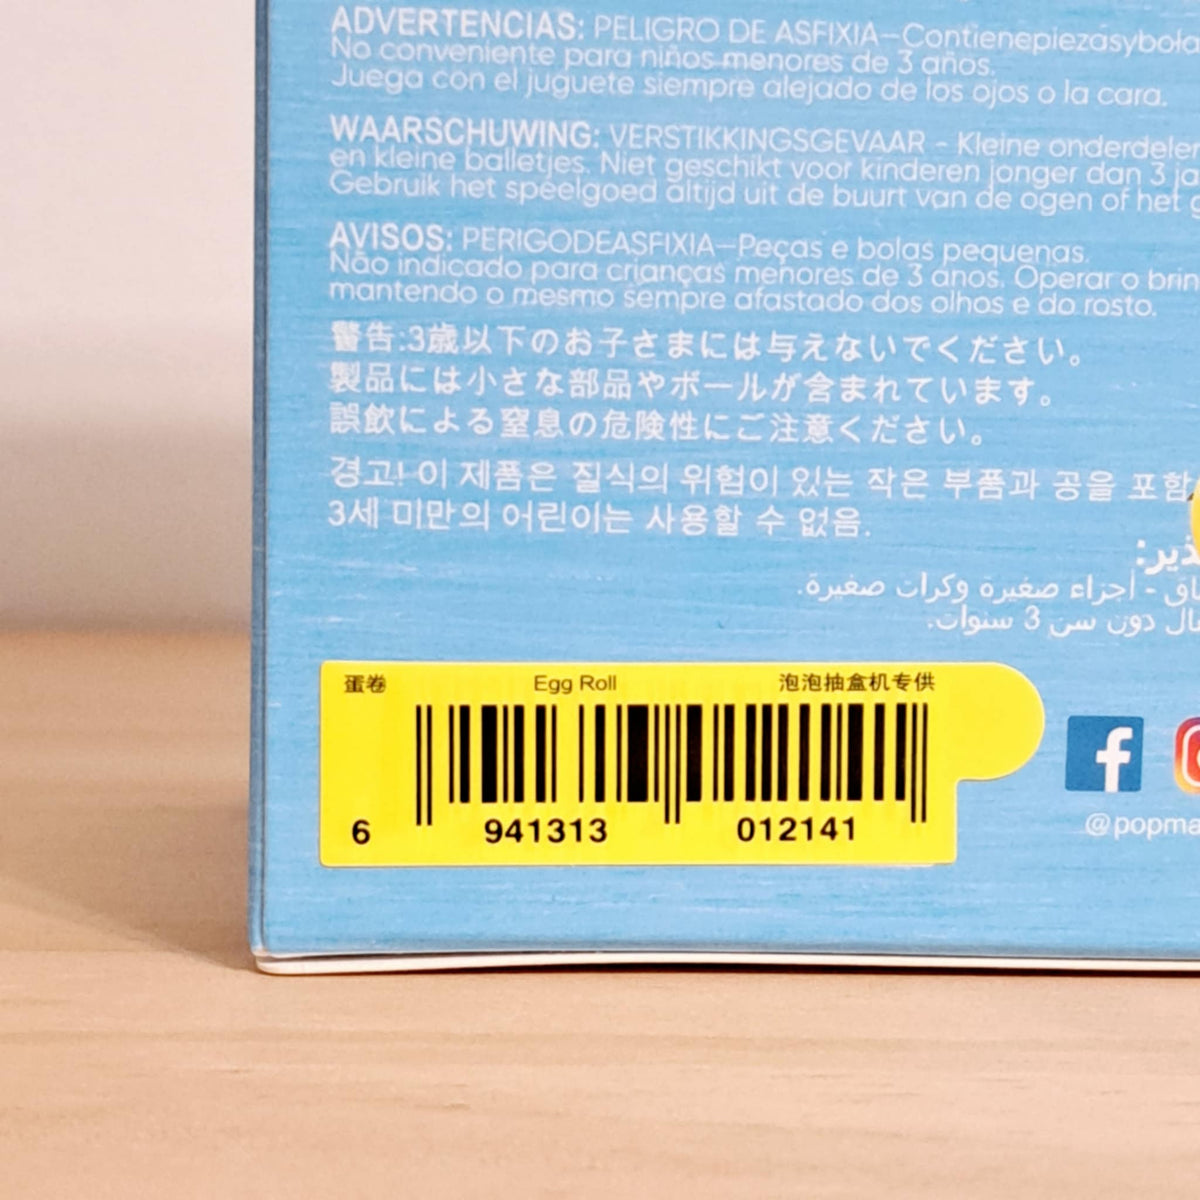 ADVERTENCIAS: PELIGRO DE ASFIXIA—Contienepiezasybola
No conveniente para niños menores de 3 años.
Juega con el juguete siempre alejado de los ojos o la cara.
WAARSCHUWING: VERSTIKKINGSGEVAAR - Kleine onderdelen
en kleine balletjes. Niet geschikt voor kinderen jonger dan 3 ja
Gebruik het speelgoed altijd uit de buurt van de ogen of het g
AVISOS: PERIGODEASFIXIA—Peças e bolas pequenas.
Não indicado para crianças menores de 3 anos. Operar o brin
mantendo o mesmo sempre afastado dos olhos e do rosto.
警告:3歳以下のお子さまには与えないでください。
製品には小さな部品やボールが含まれています。
誤飲による窒息の危険性にご注意ください。
경고! 이 제품은 질식의 위험이 있는 작은 부품과 공을 포함
3세 미만의 어린이는 사용할 수 없음.
ذير:
اق - أجزاء صغيرة وكرات صغيرة.
ال دون سن 3 سنوات.
蛋卷 Egg Roll 泡泡抽盒机专供
6 941313 012141
f
@popma